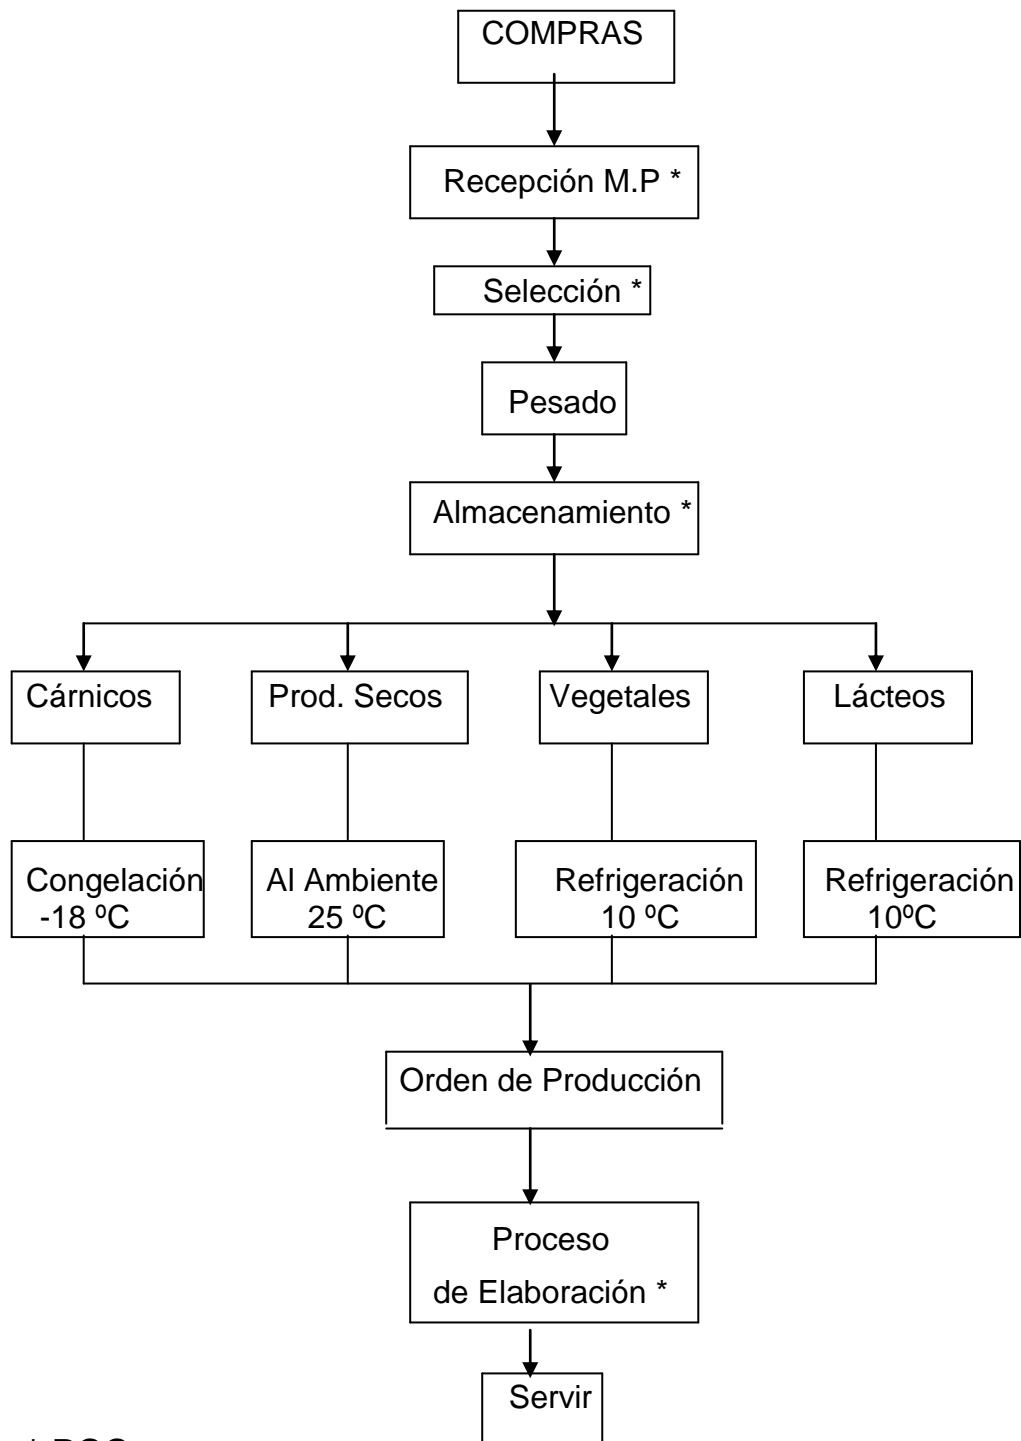 COMPRAS
Recepción M.P *
Selección *
Pesado
Almacenamiento *
Cárnicos
Prod. Secos
Vegetales
Lácteos
Congelación
-18 ºC
Al Ambiente
25 ºC
Refrigeración
10 ºC
Refrigeración
10ºC
Orden de Producción
Proceso
de Elaboración *
Servir